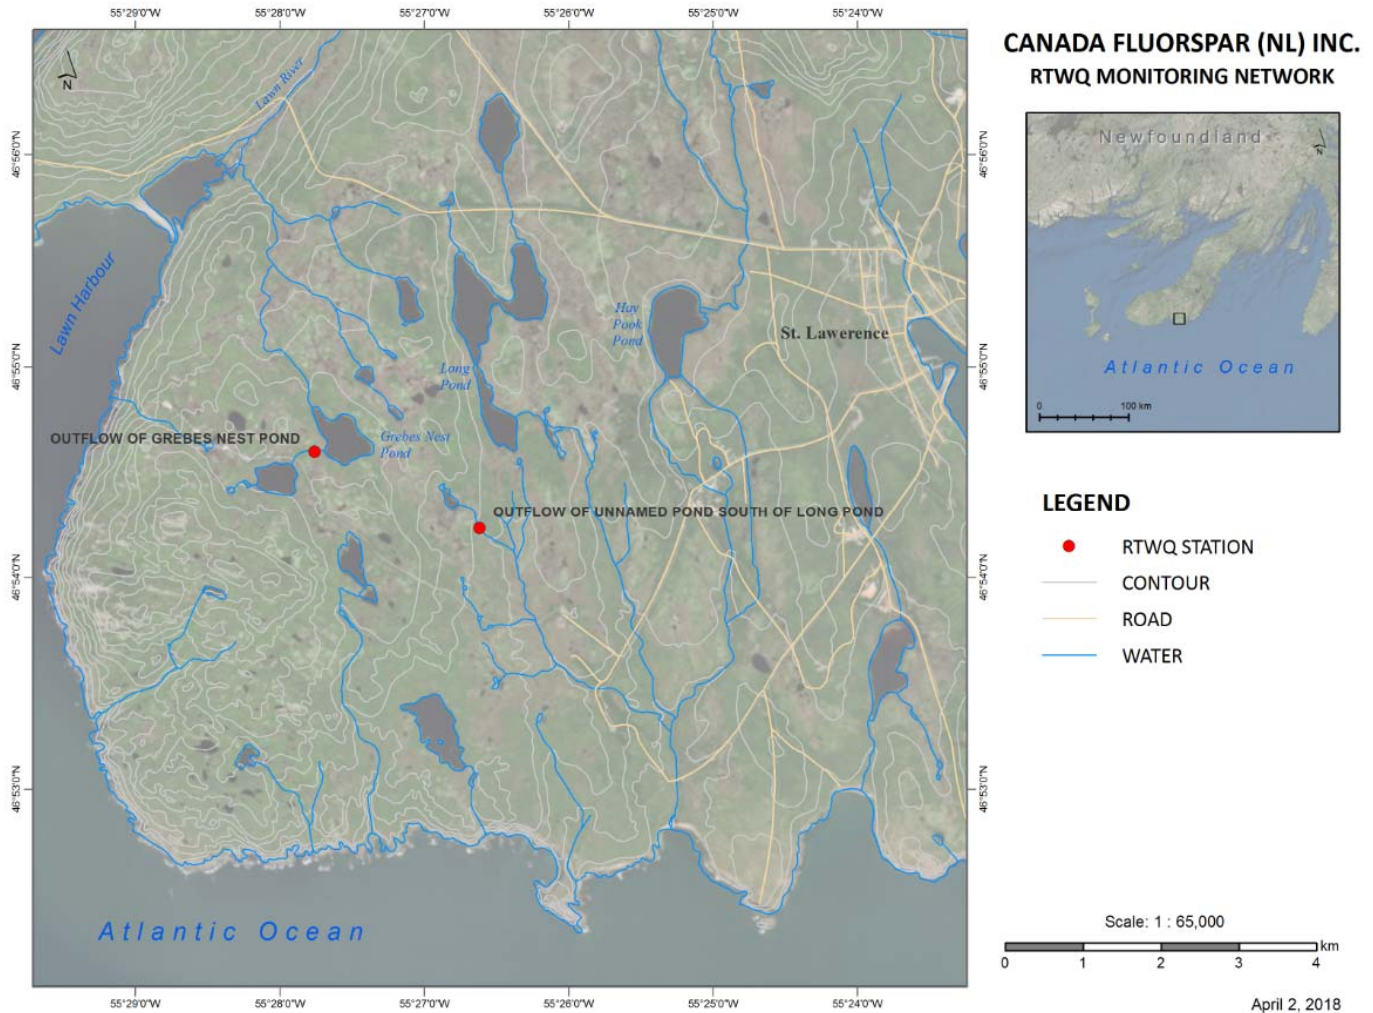 55°29'0"W
55°28'0"W
55°27'0"W
55°26'0"W
55°25'0"W
55°24'0"W
CANADA FLUORSPAR (NL) INC.
RTWQ MONITORING NETWORK
N
Lawn River
46°56'0"N
46°56'0"N
Newfoundland
N
Lawn Harbour
Hay
Pook
Pond
St. Lawerence
46°55'0"N
Long
Pond
46°55'0"N
Atlantic Ocean
0
100 km
OUTFLOW OF GREBES NEST POND
Grebes Nest
Pond
LEGEND
OUTFLOW OF UNNAMED POND SOUTH OF LONG POND
RTWQ STATION
46°54'0"N
46°54'0"N
CONTOUR
ROAD
WATER
46°53'0"N
46°53'0"N
Atlantic Ocean
Scale: 1 : 65,000
km
0
1
2
3
4
55°29'0"W
55°28'0"W
55°27'0"W
55°26'0"W
55°25'0"W
55°24'0"W
April 2, 2018